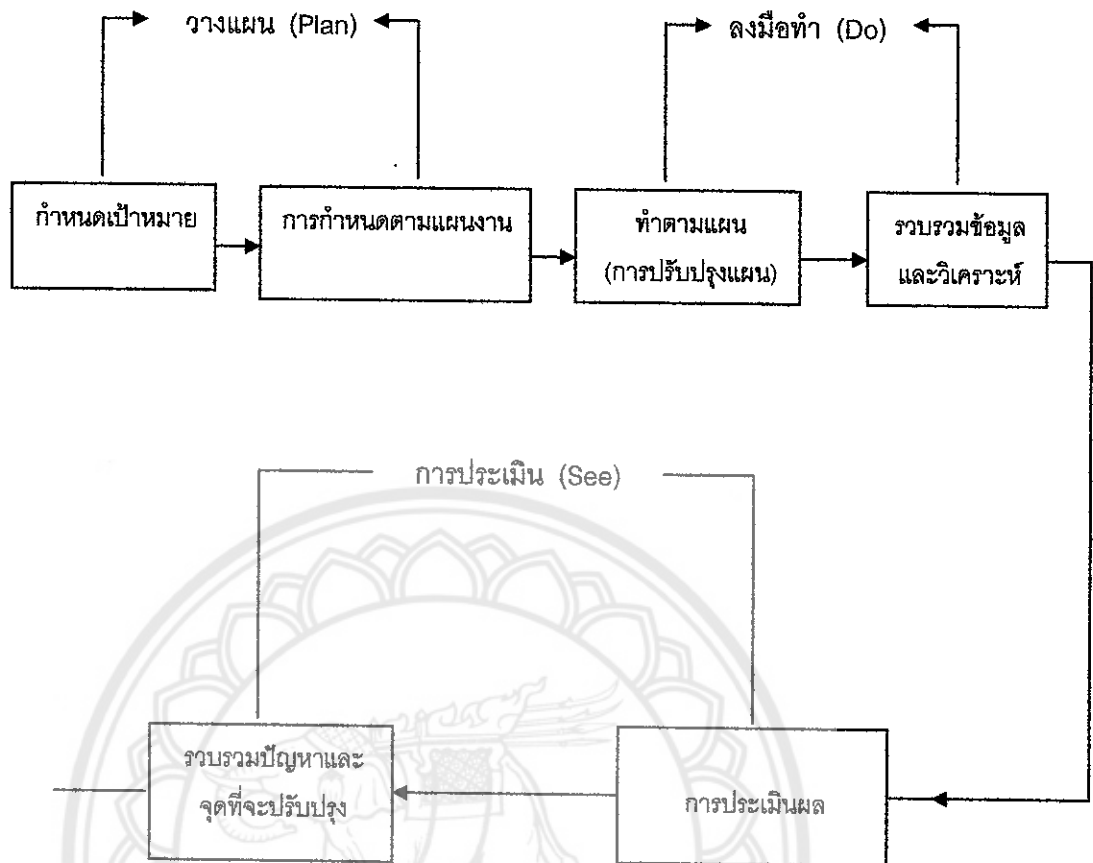 วางแผน (Plan)
ลงมือทำ (Do)
กำหนดเป้าหมาย
การกำหนดตามแผนงาน
ทำตามแผน
(การปรับปรุงแผน)
รวบรวมข้อมูล
และวิเคราะห์
การประเมิน (See)
รวบรวมปัญหาและ
จุดที่จะปรับปรุง
การประเมินผล